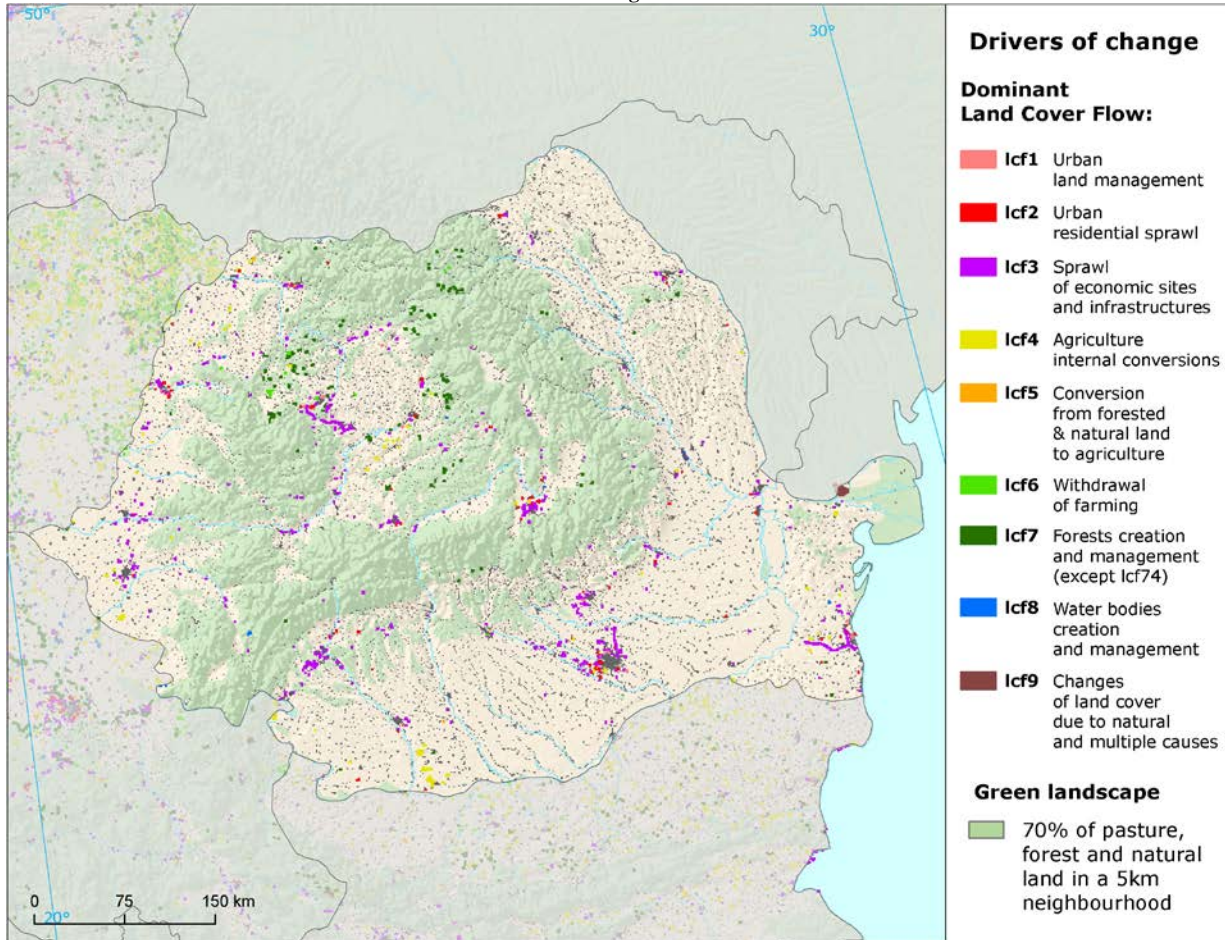 50°
30°
Drivers of change
Dominant
Land Cover Flow:
lcf1 Urban
land management
lcf2 Urban
residential sprawl
lcf3 Sprawl
of economic sites
and infrastructures
lcf4 Agriculture
internal conversions
lcf5 Conversion
from forested
& natural land
to agriculture
lcf6 Withdrawal
of farming
lcf7 Forests creation
and management
(except lcf74)
lcf8 Water bodies
creation
and management
lcf9 Changes
of land cover
due to natural
and multiple causes
Green landscape
70% of pasture,
forest and natural
land in a 5km
neighbourhood
0 75 150 km
20°